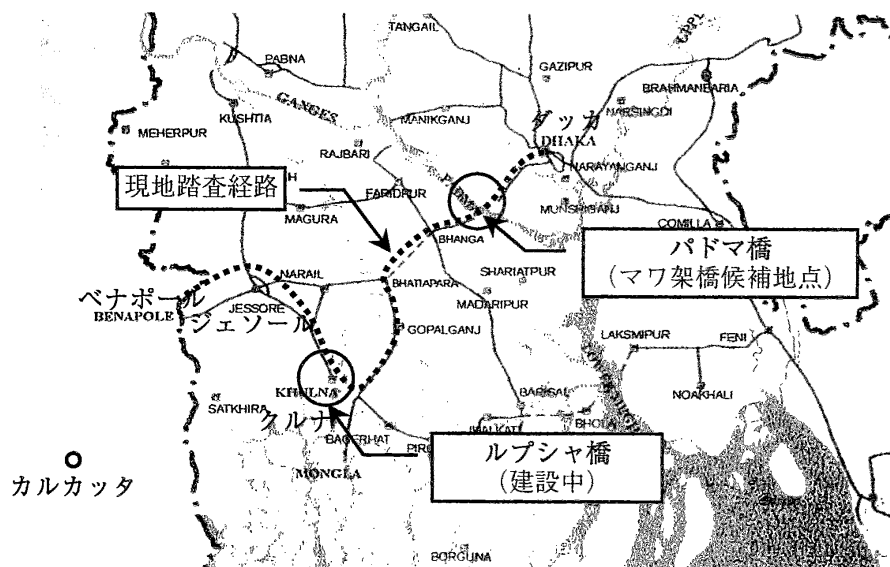 TANGAIL
PABNA
GAZIPUR
BRAHMANBARIA
GANGES
KUSHTIA
MANIKGANJ
NARSINGDI
MEHERPUR
ダッカ
DHAKA
RAJBARI
NARAYANGANJ
現地踏査経路
FARIDPUR
MAGURA
MUNSHIGANJ
COMILLA
BHANGA
パドマ橋
(マワ架橋候補地点)
NARAIL
SHARIATPUR
BHATIAPARA
ベナポール
BENAPOLE
JESSORE
ジェソール
MADARIPUR
GOPALGANJ
LAKSMIPUR
FENI
KHULNA
クルナ
SATKHIRA
BARISAL
NOAKHALI
BHOLA
BAGERHAT
ルプシャ橋
(建設中)
MONGLA
カルカッタ
BORGUNA